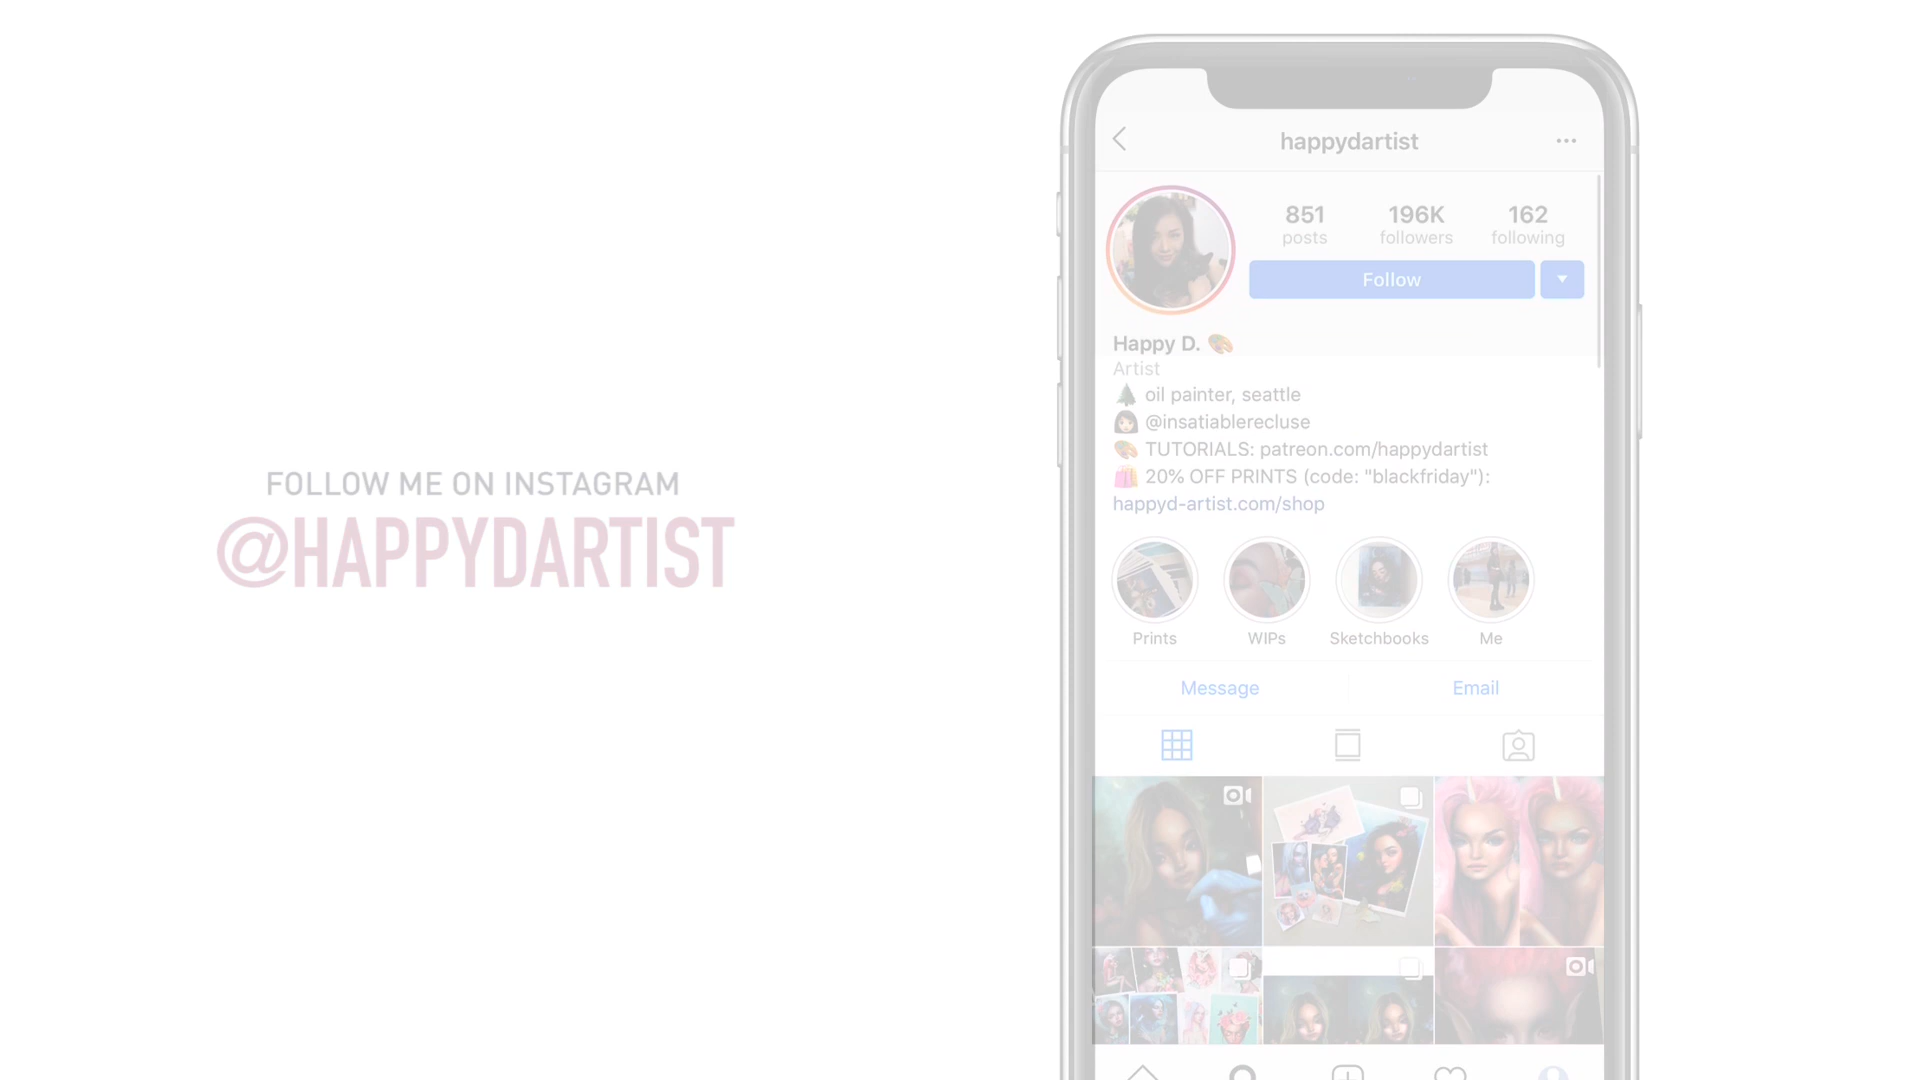 FOLLOW ME ON INSTAGRAM
@HAPPYDARTIST
happydartist
851 196K 162
posts followers following
Follow
Happy D. 🎨
Artist
🌲 oil painter, seattle
👩🏻 @insatiablerecluse
🎨 TUTORIALS: patreon.com/happydartist
🛍 20% OFF PRINTS (code: "blackfriday"):
happyd-artist.com/shop
Prints WIPs Sketchbooks Me
Message Email